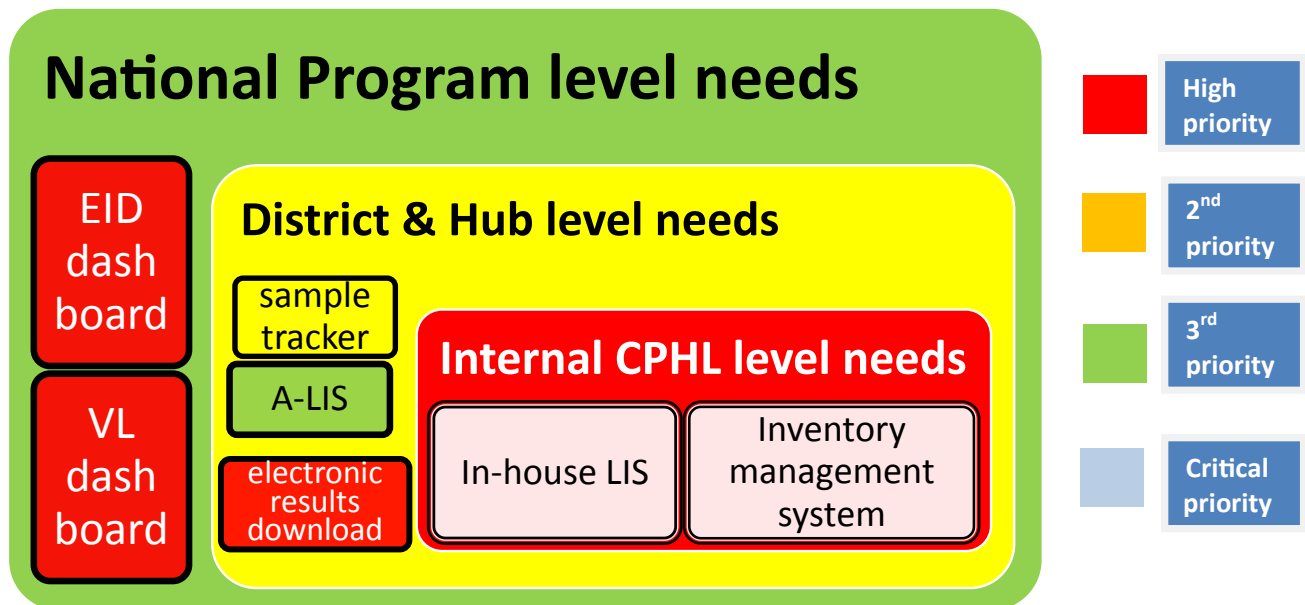 National Program level needs
EID
dash
board
VL
dash
board
District & Hub level needs
sample
tracker
A-LIS
electronic
results
download
Internal CPHL level needs
In-house LIS
Inventory
management
system
High
priority
2nd
priority
3rd
priority
Critical
priority